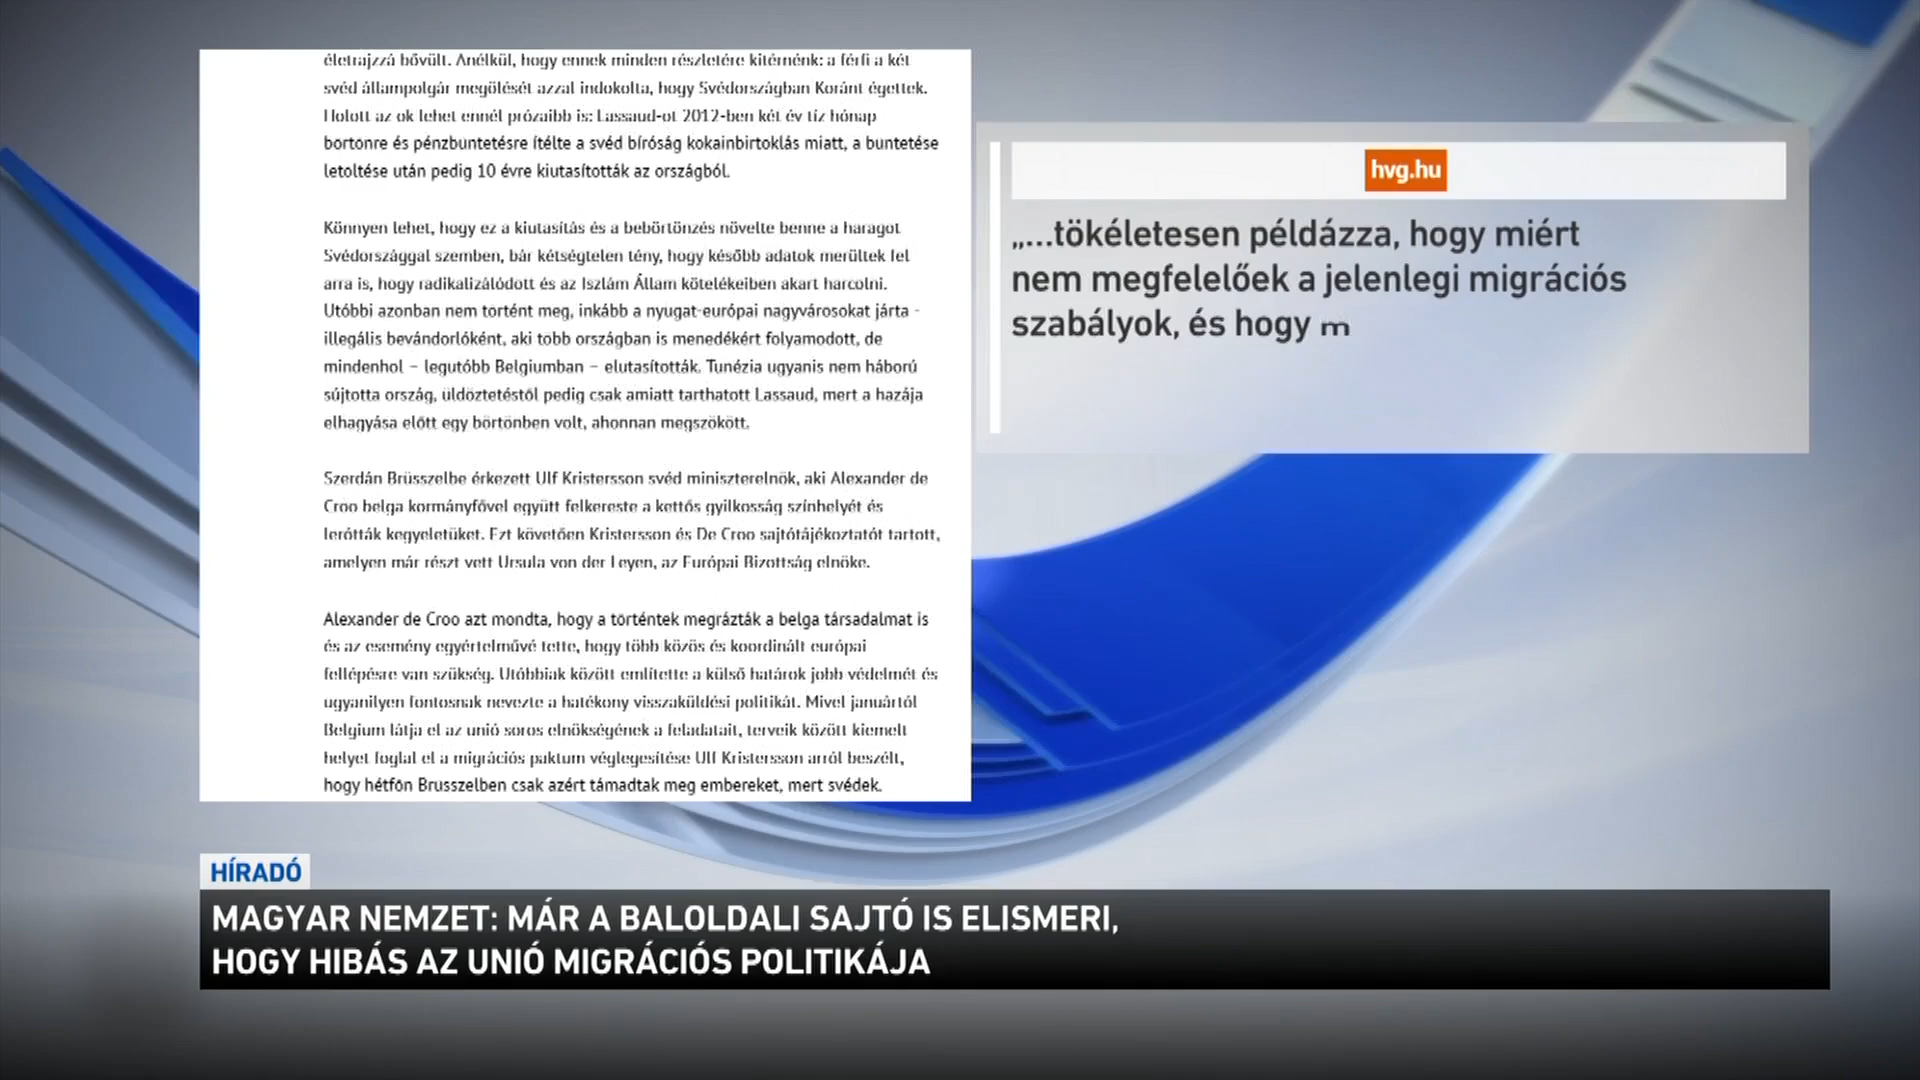 életrajzzá bővült. Anélkül, hogy ennek minden részletére kitérnénk: a férfi a két
svéd állampolgár megölését azzal indokolta, hogy Svédországban Koránt égettek.
Holott az ok lehet ennél prózaibb is: Lassaud-ot 2012-ben két év tíz hónap
bortonre és pénzbuntetésre ítélte a svéd bíróság kokainbirtoklás miatt, a buntetése
letoltése után pedig 10 évre kiutasították az országból.
Könnyen lehet, hogy ez a kiutasítás és a bebörtönzés növelte benne a haragot
Svédországgal szemben, bár kétségtelen tény, hogy később adatok merültek fel
arra is, hogy radikalizálódott és az Iszlám Állam kötelékeiben akart harcolni.
Utóbbi azonban nem tortént meg, inkább a nyugat-európai nagyvárosokat járta -
illegális bevándorlóként, aki tobb országban is menedékért folyamodott, de
mindenhol – legutóbb Belgiumban – elutasították. Tunézia ugyanis nem háború
sújtotta ország, üldöztetéstől pedig csak amiatt tarthatott Lassaud, mert a hazája
elhagyása előtt egy börtönben volt, ahonnan megszökött.
Szerdán Brüsszelbe érkezett Ulf Kristersson svéd miniszterelnök, aki Alexander de
Croo belga kormányfővel együtt felkereste a kettős gyilkosság színhelyét és
lerótták kegyeletüket. Ezt követően Kristersson és De Croo sajtótájékoztatót tartott,
amelyen már részt vett Ursula von der Leyen, az Európai Bizottság elnöke.
Alexander de Croo azt mondta, hogy a történtek megrázták a belga társadalmat is
és az esemény egyértelművé tette, hogy több közös és koordinált európai
fellépésre van szükség. Utóbbiak között említette a külső határok jobb védelmét és
ugyanilyen fontosnak nevezte a hatékony visszaküldési politikát. Mivel januártól
Belgium látja el az unió soros elnökségének a feladatait, terveik között kiemelt
helyet foglal el a migrációs paktum véglegesítése Ulf Kristersson arról beszélt,
hogy hétfőn Brusszelben csak azért támadtak meg embereket, mert svédek.
hvg.hu
„…tökéletesen példázza, hogy miért
nem megfelelőek a jelenlegi migrációs
szabályok, és hogy m
HÍRADÓ
MAGYAR NEMZET: MÁR A BALOLDALI SAJTÓ IS ELISMERI,
HOGY HIBÁS AZ UNIÓ MIGRÁCIÓS POLITIKÁJA